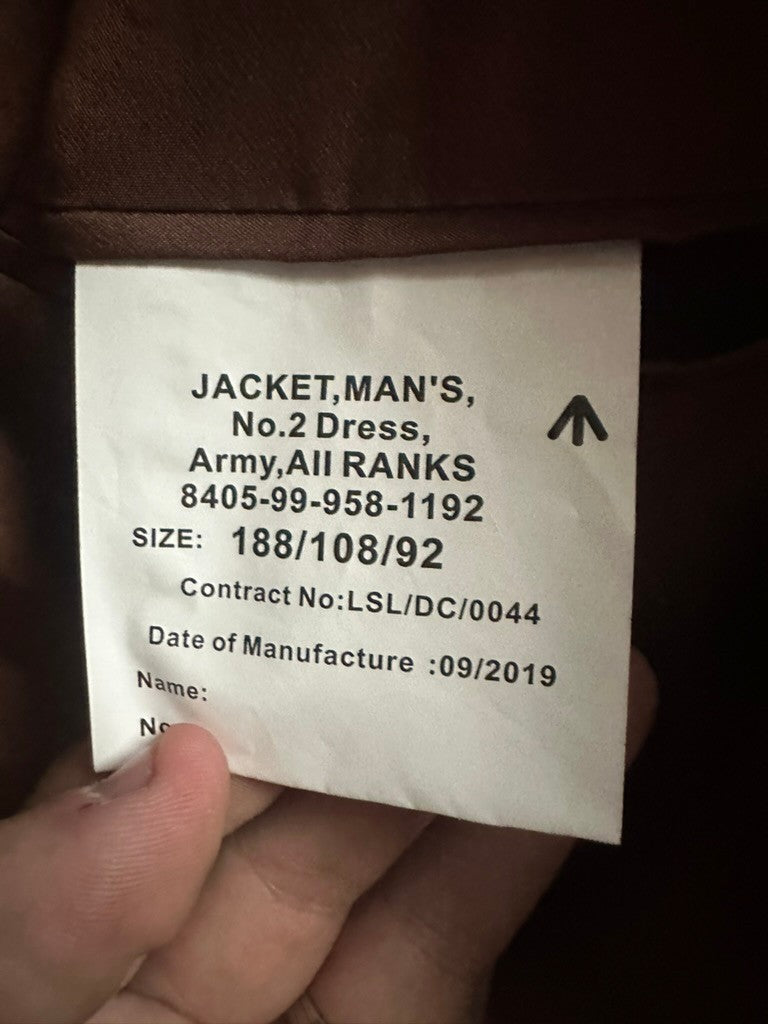 JACKET,MAN'S,
No.2 Dress,
Army,All RANKS
8405-99-958-1192
SIZE: 188/108/92
Contract No:LSL/DC/0044
Date of Manufacture :09/2019
Name: